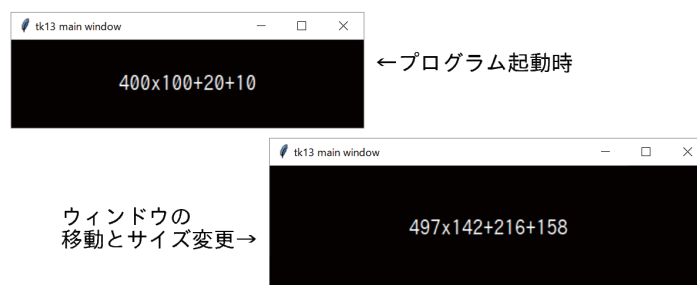 tk13 main window
400x100+20+10
←プログラム起動時
tk13 main window
497x142+216+158
ウィンドウの
移動とサイズ変更→